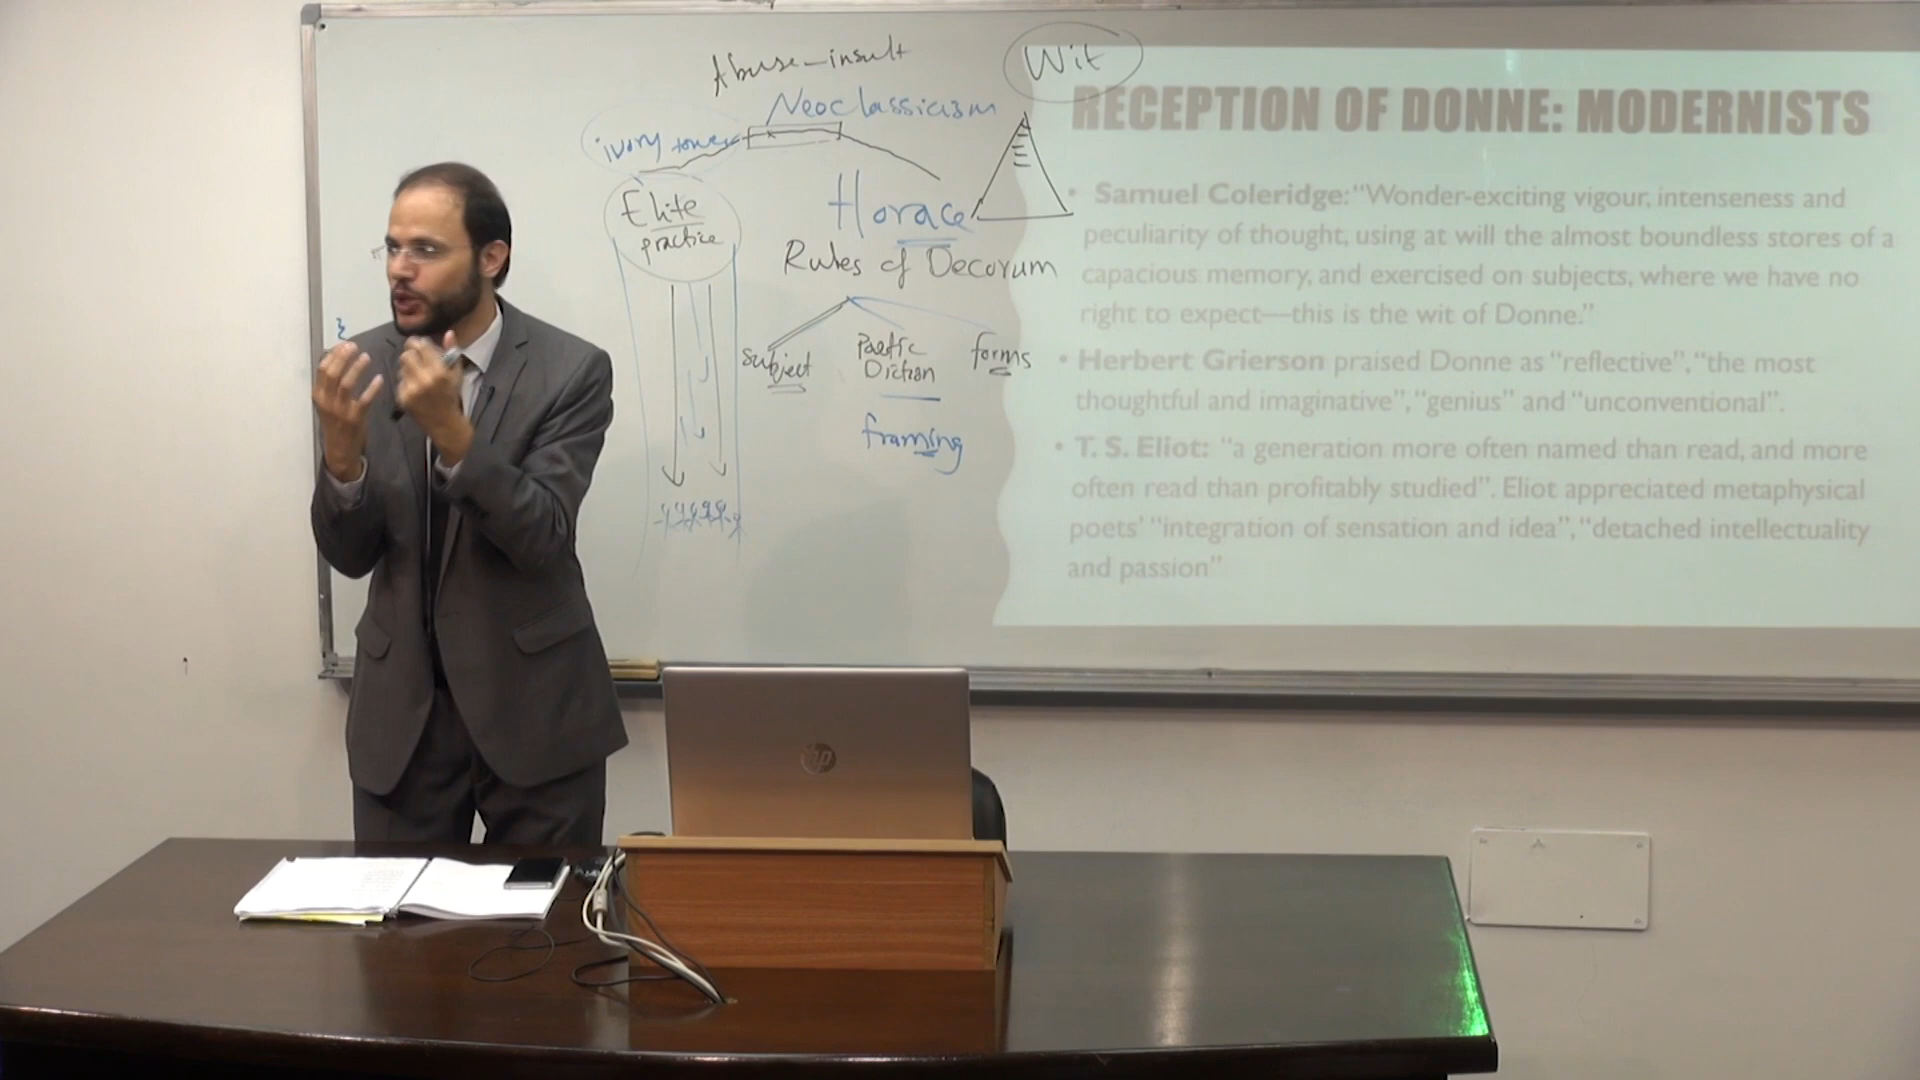 Abuse - insult
Wit
Neoclassicism
ivory tower
Elite
practice
Horace
Rules of Decorum
Subject
Poetic
Diction
forms
framing
RECEPTION OF DONNE: MODERNISTS
• Samuel Coleridge: “Wonder-exciting vigour, intenseness and
peculiarity of thought, using at will the almost boundless stores of a
capacious memory, and exercised on subjects, where we have no
right to expect—this is the wit of Donne.”
• Herbert Grierson praised Donne as “reflective”, “the most
thoughtful and imaginative”, “genius” and “unconventional”.
• T. S. Eliot: “a generation more often named than read, and more
often read than profitably studied”. Eliot appreciated metaphysical
poets’ “integration of sensation and idea”, “detached intellectuality
and passion”
hp